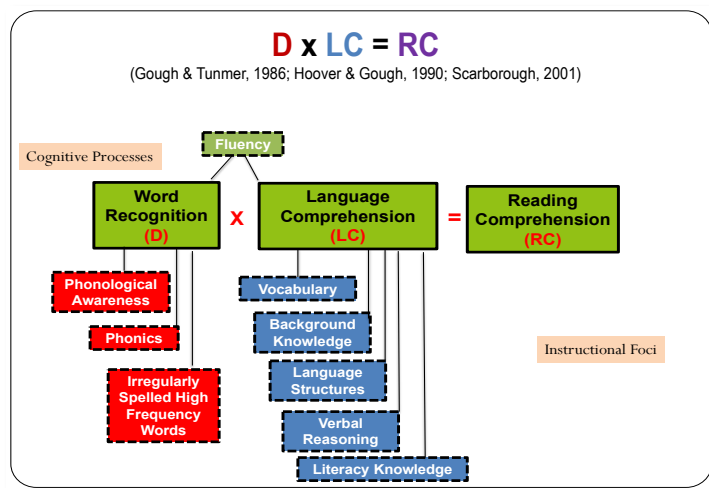 D x LC = RC
(Gough & Tunmer, 1986; Hoover & Gough, 1990; Scarborough, 2001)
Fluency
Cognitive Processes
Word
Recognition
(D)
x
Language
Comprehension
(LC)
=
Reading
Comprehension
(RC)
Phonological
Awareness
Phonics
Irregularly
Spelled High
Frequency
Words
Vocabulary
Background
Knowledge
Language
Structures
Verbal
Reasoning
Literacy Knowledge
Instructional Foci